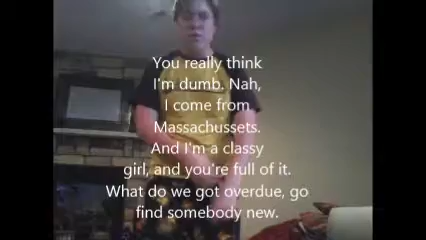 You really think
I'm dumb. Nah,
I come from
Massachussets.
And I'm a classy
girl, and you're full of it.
What do we got overdue, go
find somebody new.